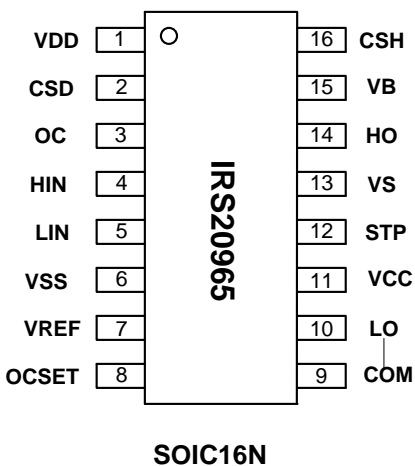 VDD 1 16 CSH
CSD 2 15 VB
OC 3 14 HO
HIN 4 13 VS
LIN 5 12 STP
VSS 6 11 VCC
VREF 7 10 LO
OCSET 8 9 COM
IRS20965
SOIC16N